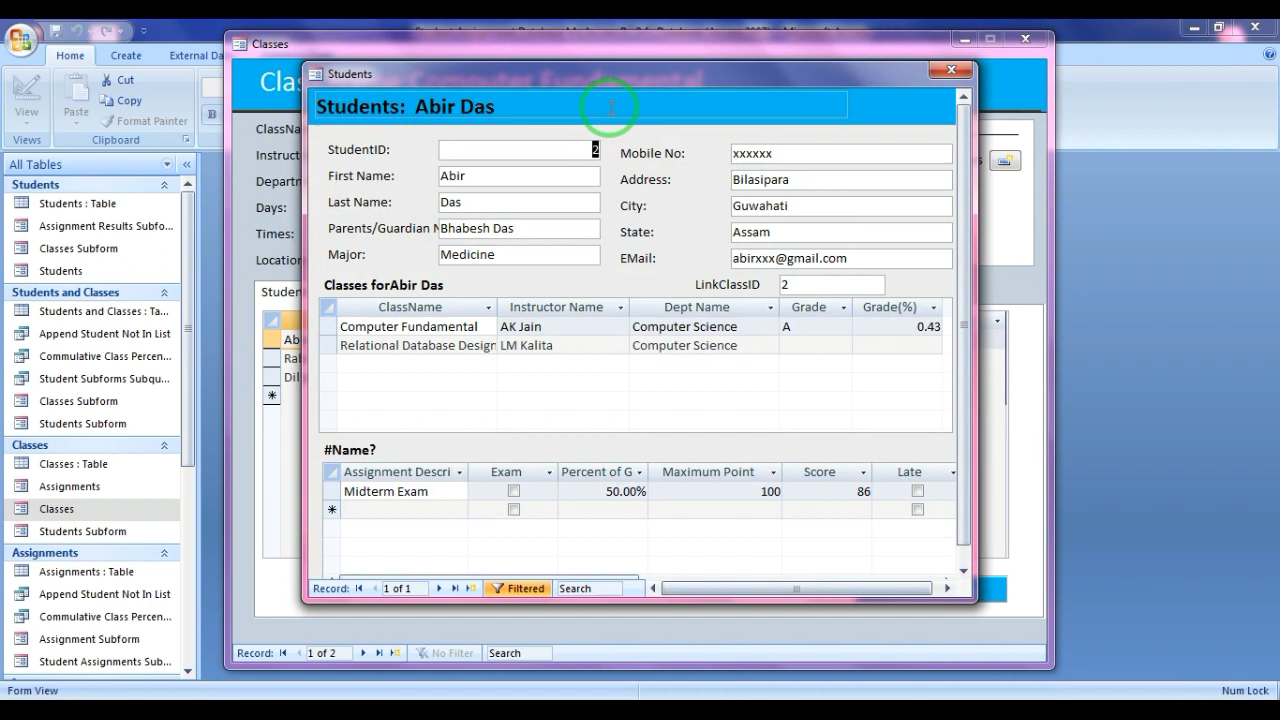 Home Create External Da
View
Paste
Cut
Copy
Format Painter
B
Views Clipboard
All Tables «
Students
Students : Table
Assignment Results Subfo...
Classes Subform
Students
Students and Classes
Students and Classes : Ta...
Append Student Not In List
Commulative Class Percen...
Student Subforms Subqu...
Classes Subform
Students Subform
Classes
Classes : Table
Assignments
Classes
Students Subform
Assignments
Assignments : Table
Append Student Not In List
Commulative Class Percen...
Assignment Subform
Student Assignments Sub...
Form View
Num Lock
Classes
Computer Fundamental
ClassNa
Instruct
Departm
Days:
Times:
Locatio
Studen
Ab
Ral
Dil
Record: 1 of 2 No Filter Search
Students
Students: Abir Das
StudentID: 2
First Name: Abir
Last Name: Das
Parents/Guardian N Bhabesh Das
Major: Medicine
Mobile No: xxxxxx
Address: Bilasipara
City: Guwahati
State: Assam
EMail: abirxxx@gmail.com
Classes forAbir Das
LinkClassID 2
ClassName Instructor Name Dept Name Grade Grade(%)
Computer Fundamental AK Jain Computer Science A 0.43
Relational Database Design LM Kalita Computer Science
#Name?
Assignment Descri Exam Percent of G Maximum Point Score Late
Midterm Exam 50.00% 100 86
Record: 1 of 1 Filtered Search